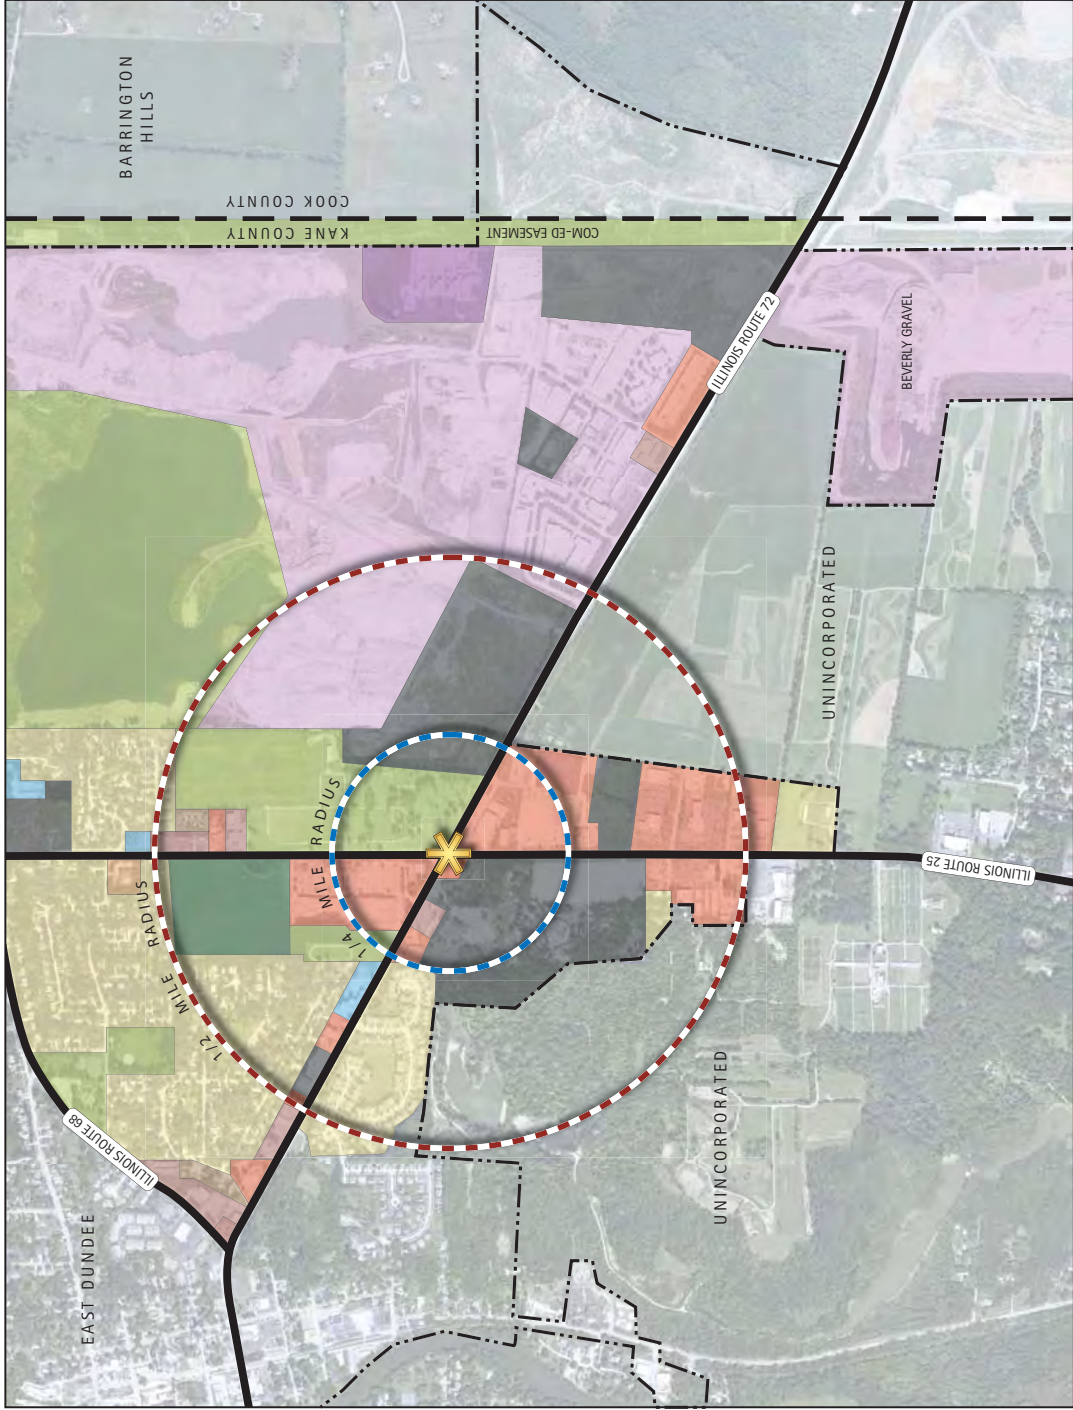 BARRINGTON
HILLS
COOK COUNTY
KANE COUNTY
COM-ED EASEMENT
ILLINOIS ROUTE 72
BEVERLY GRAVEL
UNINCORPORATED
1/4 MILE RADIUS
1/2 MILE RADIUS
ILLINOIS ROUTE 25
ILLINOIS ROUTE 68
UNINCORPORATED
EAST DUNDEE